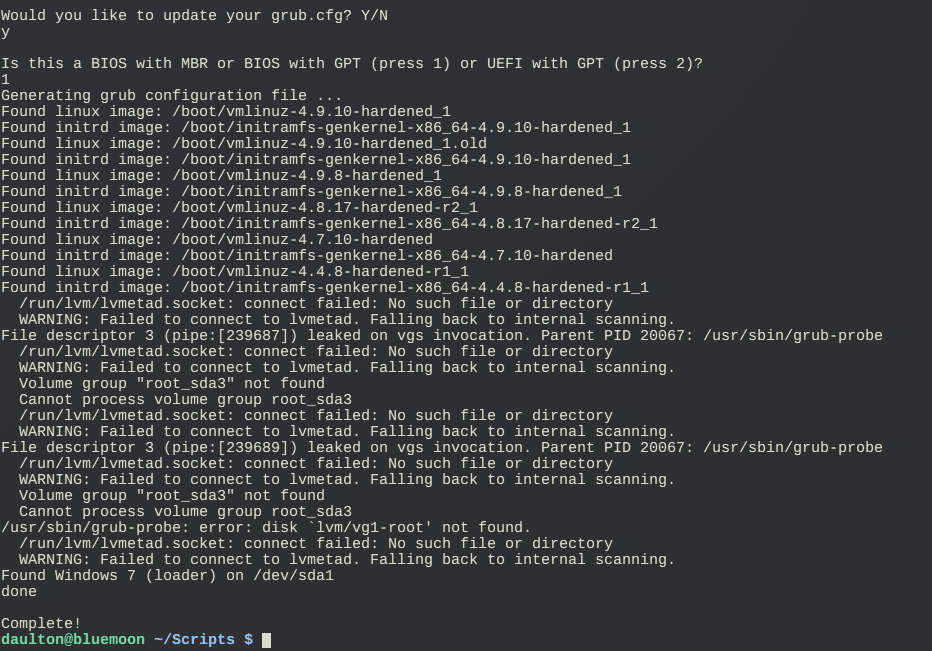 Would you like to update your grub.cfg? Y/N
y
Is this a BIOS with MBR or BIOS with GPT (press 1) or UEFI with GPT (press 2)?
1
Generating grub configuration file ...
Found linux image: /boot/vmlinuz-4.9.10-hardened_1
Found initrd image: /boot/initramfs-genkernel-x86_64-4.9.10-hardened_1
Found linux image: /boot/vmlinuz-4.9.10-hardened_1.old
Found initrd image: /boot/initramfs-genkernel-x86_64-4.9.10-hardened_1
Found linux image: /boot/vmlinuz-4.9.8-hardened_1
Found initrd image: /boot/initramfs-genkernel-x86_64-4.9.8-hardened_1
Found linux image: /boot/vmlinuz-4.8.17-hardened-r2_1
Found initrd image: /boot/initramfs-genkernel-x86_64-4.8.17-hardened-r2_1
Found linux image: /boot/vmlinuz-4.7.10-hardened
Found initrd image: /boot/initramfs-genkernel-x86_64-4.7.10-hardened
Found linux image: /boot/vmlinuz-4.4.8-hardened-r1_1
Found initrd image: /boot/initramfs-genkernel-x86_64-4.4.8-hardened-r1_1
  /run/lvm/lvmetad.socket: connect failed: No such file or directory
  WARNING: Failed to connect to lvmetad. Falling back to internal scanning.
File descriptor 3 (pipe:[239687]) leaked on vgs invocation. Parent PID 20067: /usr/sbin/grub-probe
  /run/lvm/lvmetad.socket: connect failed: No such file or directory
  WARNING: Failed to connect to lvmetad. Falling back to internal scanning.
  Volume group "root_sda3" not found
  Cannot process volume group root_sda3
  /run/lvm/lvmetad.socket: connect failed: No such file or directory
  WARNING: Failed to connect to lvmetad. Falling back to internal scanning.
File descriptor 3 (pipe:[239689]) leaked on vgs invocation. Parent PID 20067: /usr/sbin/grub-probe
  /run/lvm/lvmetad.socket: connect failed: No such file or directory
  WARNING: Failed to connect to lvmetad. Falling back to internal scanning.
  Volume group "root_sda3" not found
  Cannot process volume group root_sda3
/usr/sbin/grub-probe: error: disk `lvm/vg1-root' not found.
  /run/lvm/lvmetad.socket: connect failed: No such file or directory
  WARNING: Failed to connect to lvmetad. Falling back to internal scanning.
Found Windows 7 (loader) on /dev/sda1
done
Complete!
daulton@bluemoon ~/Scripts $